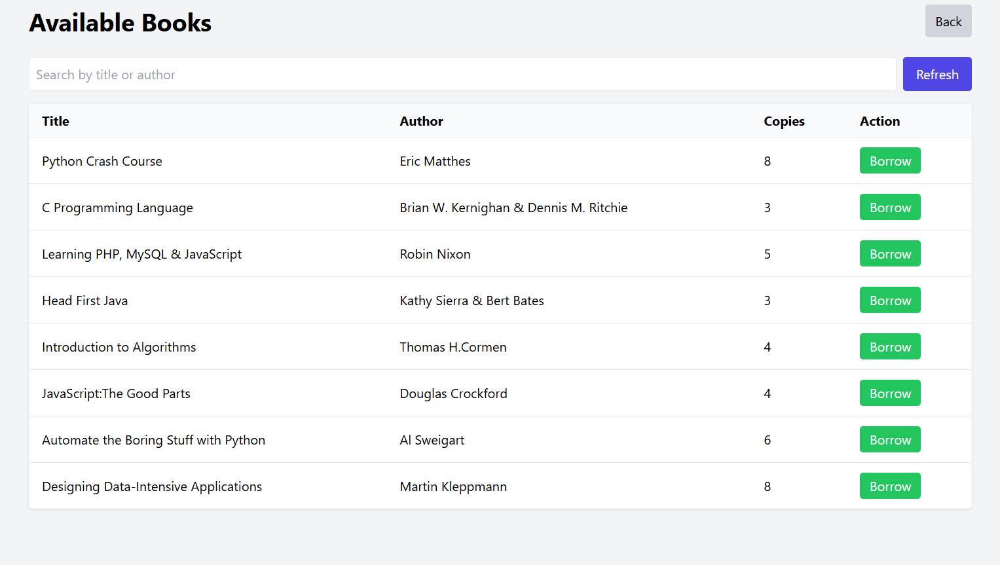 Available Books
Back
Search by title or author
Refresh
Title Author Copies Action
Python Crash Course Eric Matthes 8 Borrow
C Programming Language Brian W. Kernighan & Dennis M. Ritchie 3 Borrow
Learning PHP, MySQL & JavaScript Robin Nixon 5 Borrow
Head First Java Kathy Sierra & Bert Bates 3 Borrow
Introduction to Algorithms Thomas H.Cormen 4 Borrow
JavaScript:The Good Parts Douglas Crockford 4 Borrow
Automate the Boring Stuff with Python Al Sweigart 6 Borrow
Designing Data-Intensive Applications Martin Kleppmann 8 Borrow